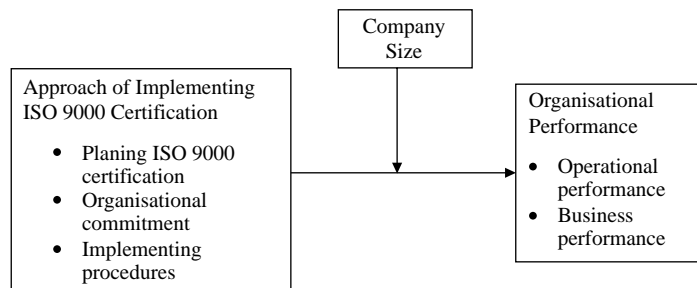 Company
Size
Approach of Implementing
ISO 9000 Certification
• Planing ISO 9000
certification
• Organisational
commitment
• Implementing
procedures
Organisational
Performance
• Operational
performance
• Business
performance